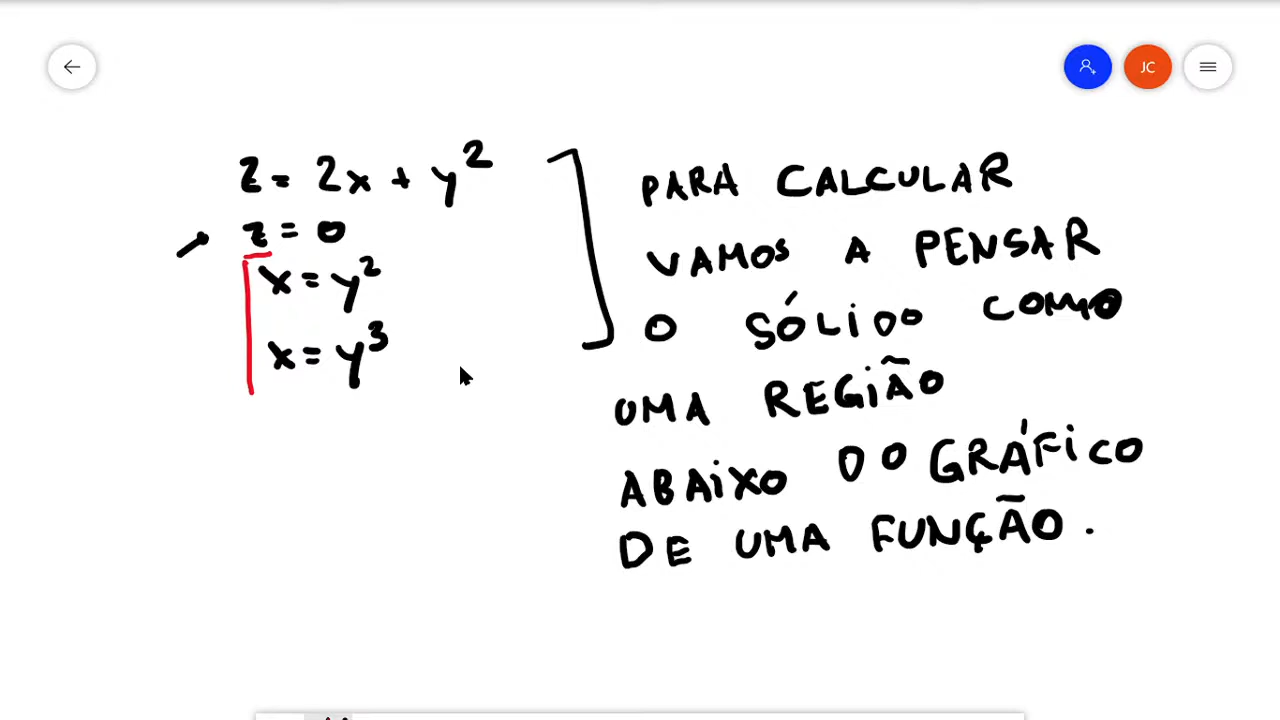 JC
z = 2x + y²
z = 0
x = y²
x = y³
PARA CALCULAR
VAMOS A PENSAR
O SÓLIDO COMO
UMA REGIÃO
ABAIXO DO GRÁFICO
DE UMA FUNÇÃO.